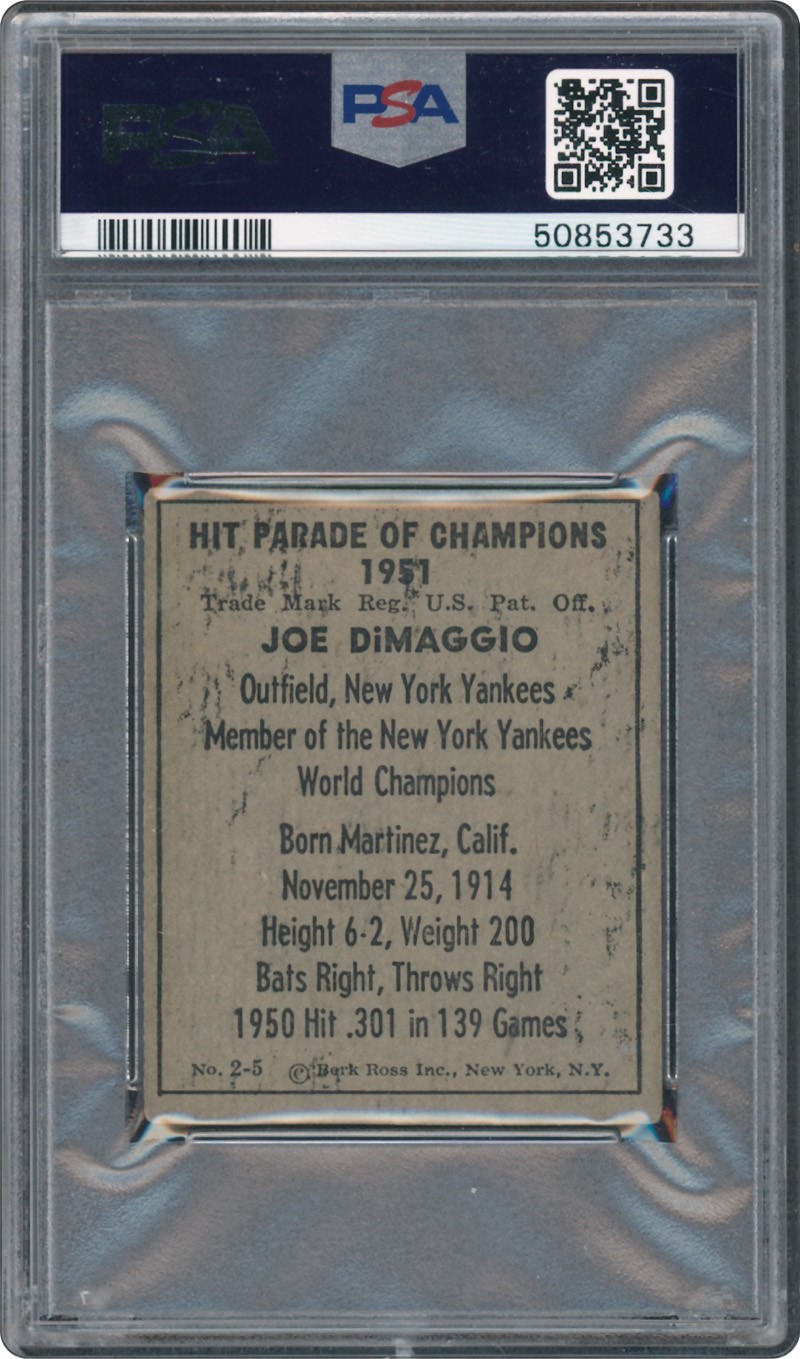 PSA
PSA
50853733
HIT PARADE OF CHAMPIONS
1951
Trade Mark Reg. U.S. Pat. Off.
JOE DiMAGGIO
Outfield, New York Yankees
Member of the New York Yankees
World Champions
Born Martinez, Calif.
November 25, 1914
Height 6-2, Weight 200
Bats Right, Throws Right
1950 Hit .301 in 139 Games
No. 2-5 © Berk Ross Inc., New York, N.Y.